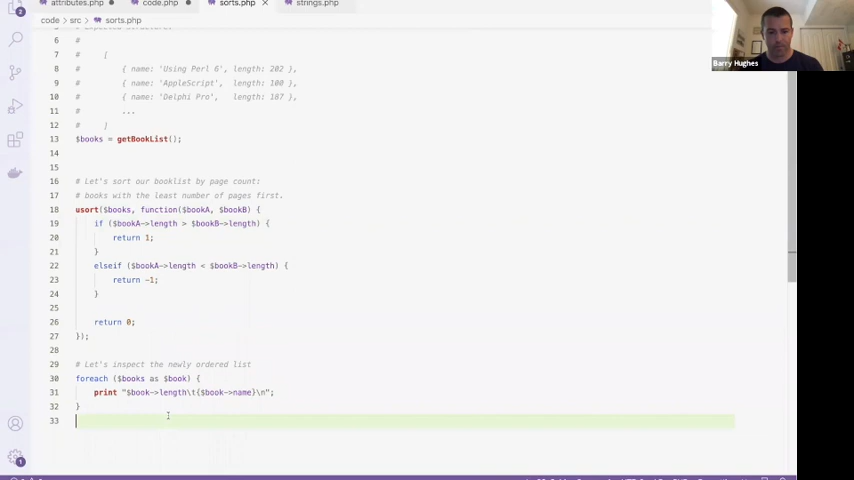 attributes.php
code.php
sorts.php
strings.php
code > src > sorts.php
6 #
7 # [
8 # { name: 'Using Perl 6', length: 202 },
9 # { name: 'AppleScript', length: 100 },
10 # { name: 'Delphi Pro', length: 187 },
11 # ...
12 # ]
13 $books = getBookList();
14
15
16 # Let's sort our booklist by page count:
17 # books with the least number of pages first.
18 usort($books, function($bookA, $bookB) {
19 if ($bookA->length > $bookB->length) {
20 return 1;
21 }
22 elseif ($bookA->length < $bookB->length) {
23 return -1;
24 }
25
26 return 0;
27 });
28
29 # Let's inspect the newly ordered list
30 foreach ($books as $book) {
31 print "$book->length\t{$book->name}\n";
32 }
33
Barry Hughes
2
1